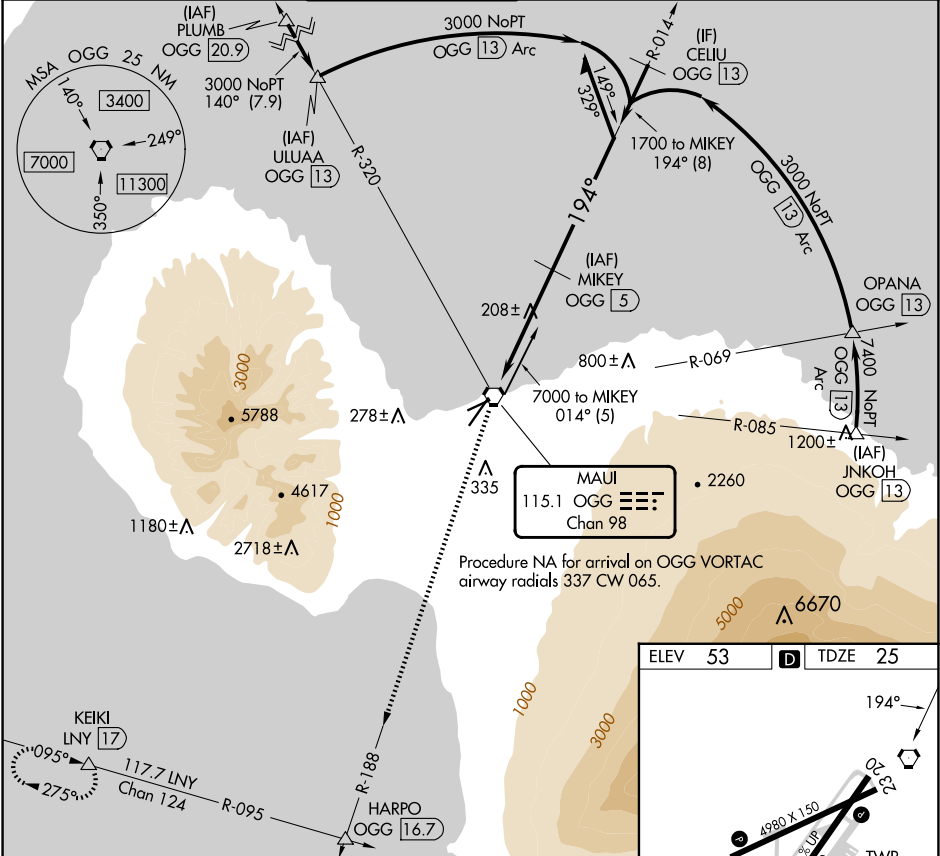 (IAF)
PLUMB
OGG 20.9
3000 NoPT
140° (7.9)
MSA OGG 25 NM
140°
3400
249°
7000
11300
350°
(IAF)
ULUAA
OGG 13
R-320
3000 NoPT
OGG 13 Arc
149°
329°
R-014
(IF)
CELIU
OGG 13
1700 to MIKEY
194° (8)
194°
3000 NoPT
OGG 13 Arc
(IAF)
MIKEY
OGG 5
208±
OPANA
OGG 13
800±
R-069
7400 NoPT
OGG 13
Arc
7000 to MIKEY
014° (5)
R-085
1200±
(IAF)
JNKOH
OGG 13
3000
5788
278±
4617
1000
1180±
2718±
335
MAUI
115.1 OGG
Chan 98
2260
Procedure NA for arrival on OGG VORTAC
airway radials 337 CW 065.
5000
6670
1000
3000
KEIKI
LNY 17
095°
275°
117.7 LNY
Chan 124
R-095
R-188
HARPO
OGG 16.7
ELEV 53
D
TDZE 25
194°
23 20
4980 X 150
P
P
% UP
TWR